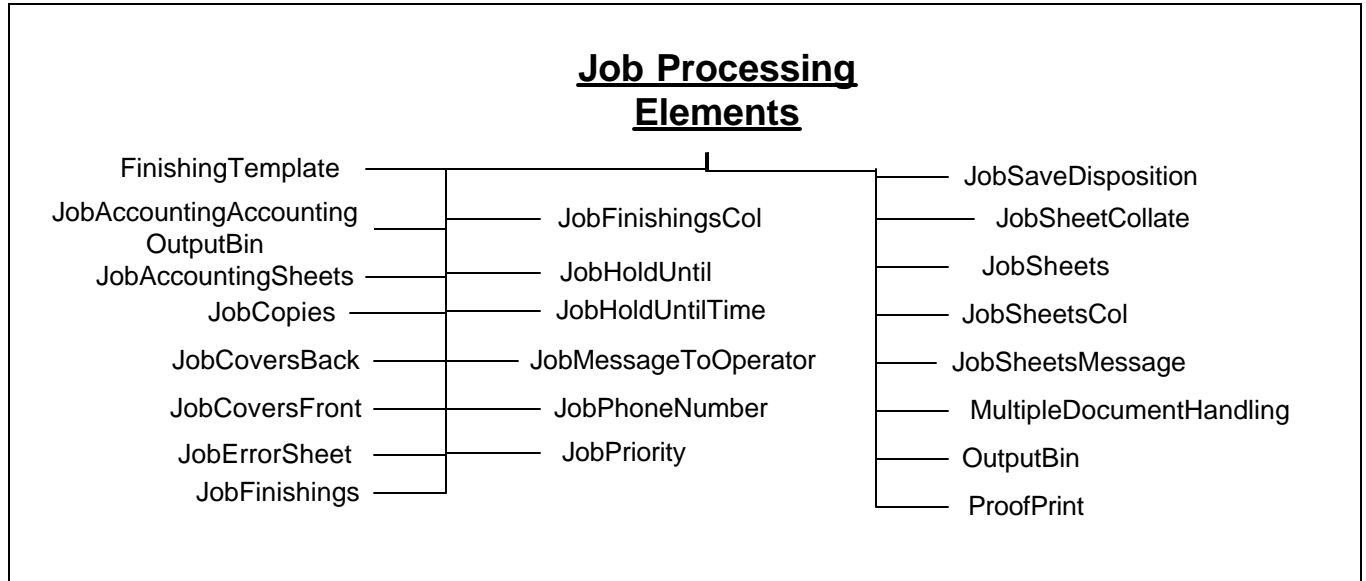 Job Processing
Elements
FinishingTemplate
JobAccountingAccounting
OutputBin
JobAccountingSheets
JobCopies
JobCoversBack
JobCoversFront
JobErrorSheet
JobFinishings
JobFinishingsCol
JobHoldUntil
JobHoldUntilTime
JobMessageToOperator
JobPhoneNumber
JobPriority
JobSaveDisposition
JobSheetCollate
JobSheets
JobSheetsCol
JobSheetsMessage
MultipleDocumentHandling
OutputBin
ProofPrint